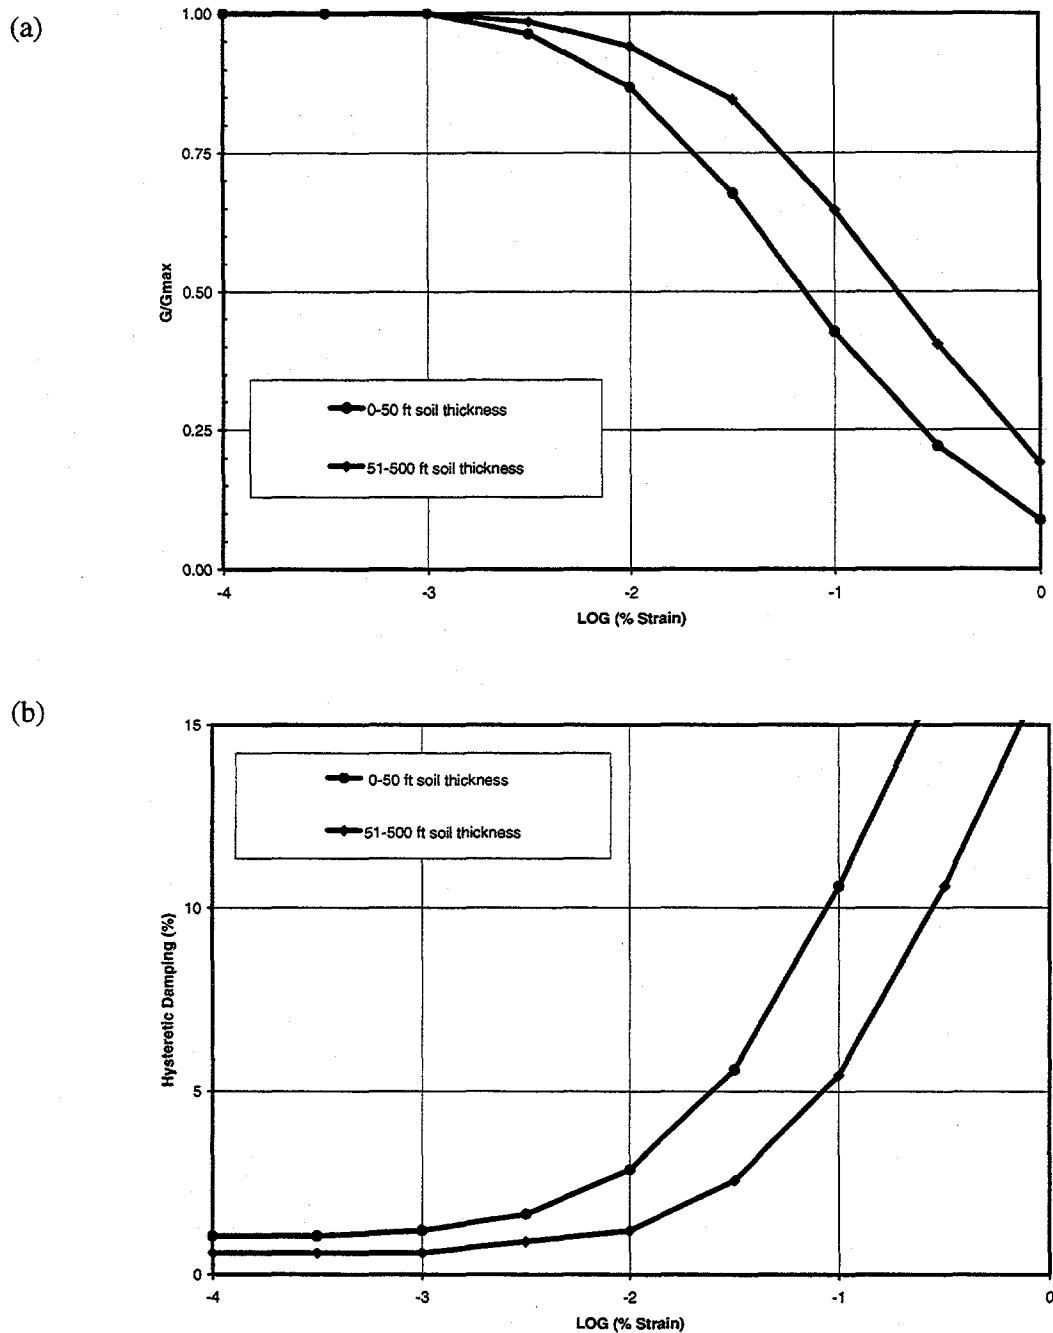 (a)
1.00
0.75
0.50
0.25
0.00
G/Gmax
0-50 ft soil thickness
51-500 ft soil thickness
-4 -3 -2 -1 0
LOG (% Strain)
(b)
15
10
5
0
Hysteretic Damping (%)
0-50 ft soil thickness
51-500 ft soil thickness
-4 -3 -2 -1 0
LOG (% Strain)